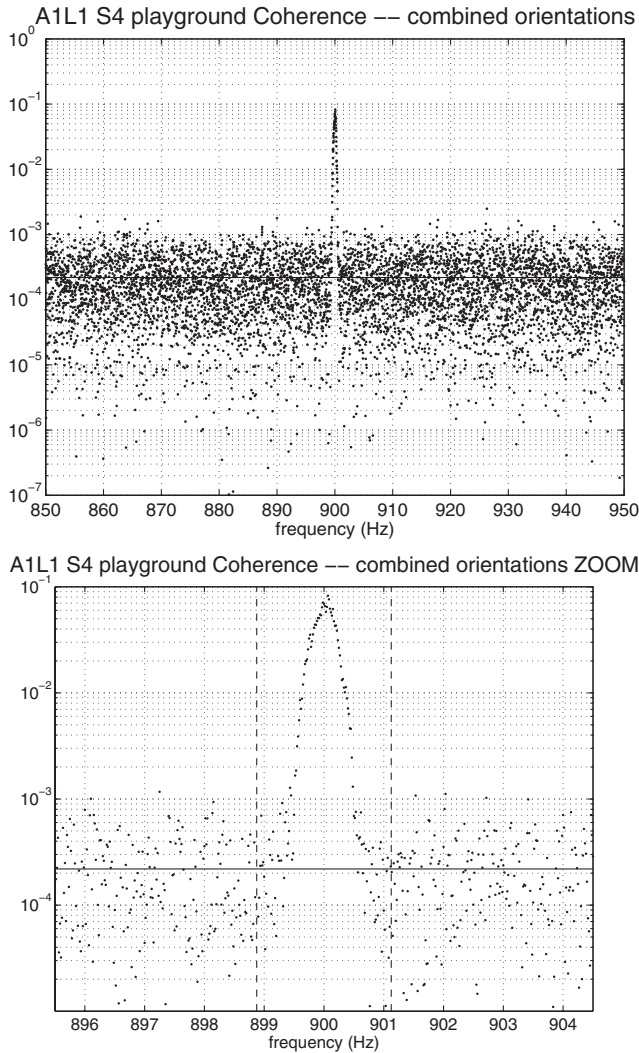 A1L1 S4 playground Coherence −− combined orientations
10^0
10^-1
10^-2
10^-3
10^-4
10^-5
10^-6
10^-7
850 860 870 880 890 900 910 920 930 940 950
frequency (Hz)
A1L1 S4 playground Coherence −− combined orientations ZOOM
10^-1
10^-2
10^-3
10^-4
896 897 898 899 900 901 902 903 904
frequency (Hz)